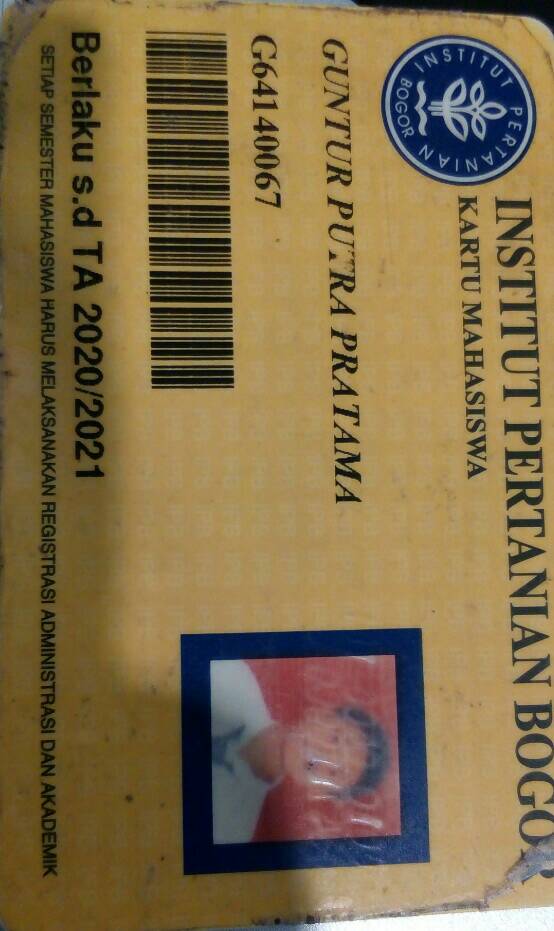 INSTITUT PERTANIAN BOGOR
KARTU MAHASISWA
INSTITUT PERTANIAN
BOGOR
GUNTUR PUTRA PRATAMA
G64140067
Berlaku s.d TA 2020/2021
SETIAP SEMESTER MAHASISWA HARUS MELAKSANAKAN REGISTRASI ADMINISTRASI DAN AKADEMIK